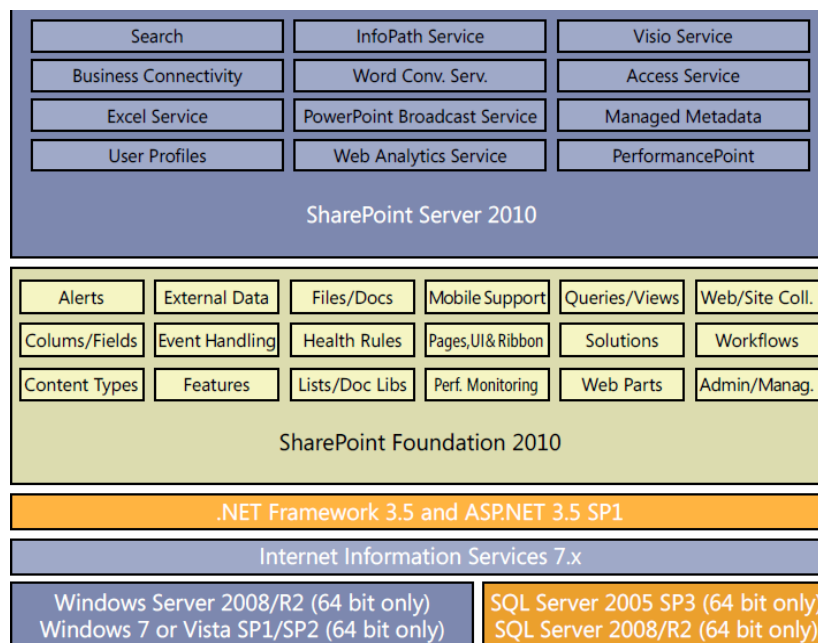 Search
InfoPath Service
Visio Service
Business Connectivity
Word Conv. Serv.
Access Service
Excel Service
PowerPoint Broadcast Service
Managed Metadata
User Profiles
Web Analytics Service
PerformancePoint
SharePoint Server 2010
Alerts
External Data
Files/Docs
Mobile Support
Queries/Views
Web/Site Coll.
Colums/Fields
Event Handling
Health Rules
Pages,UI& Ribbon
Solutions
Workflows
Content Types
Features
Lists/Doc Libs
Perf. Monitoring
Web Parts
Admin/Manag.
SharePoint Foundation 2010
.NET Framework 3.5 and ASP.NET 3.5 SP1
Internet Information Services 7.x
Windows Server 2008/R2 (64 bit only)
Windows 7 or Vista SP1/SP2 (64 bit only)
SQL Server 2005 SP3 (64 bit only)
SQL Server 2008/R2 (64 bit only)